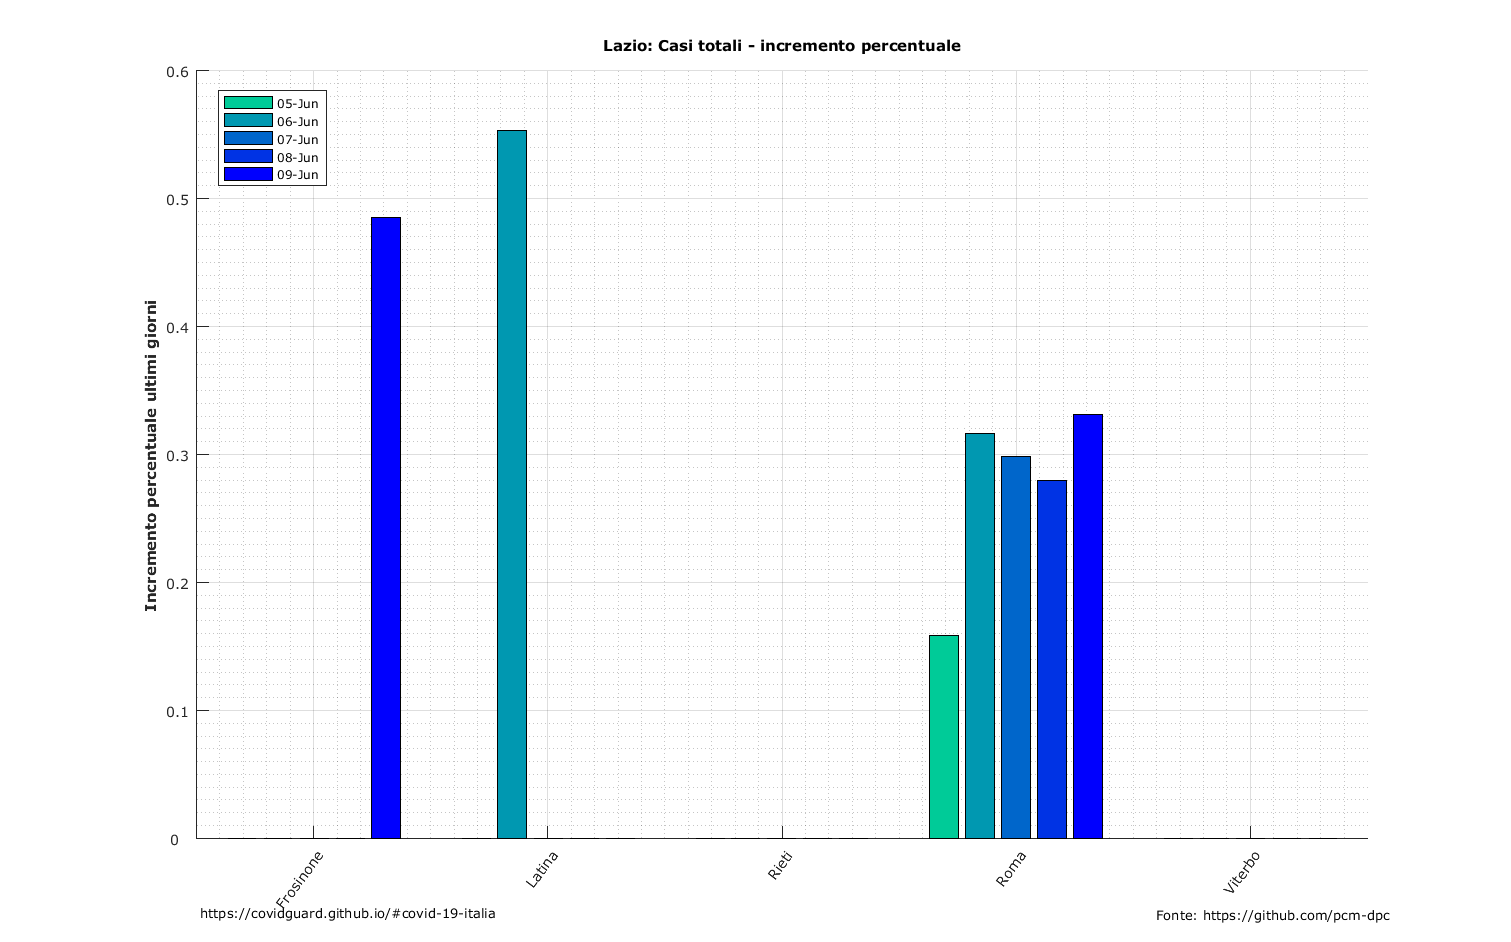 Lazio: Casi totali - incremento percentuale
0.6
0.5
0.4
0.3
0.2
0.1
0
Incremento percentuale ultimi giorni
05-Jun
06-Jun
07-Jun
08-Jun
09-Jun
Frosinone
Latina
Rieti
Roma
Viterbo
https://covidguard.github.io/#covid-19-italia
Fonte: https://github.com/pcm-dpc